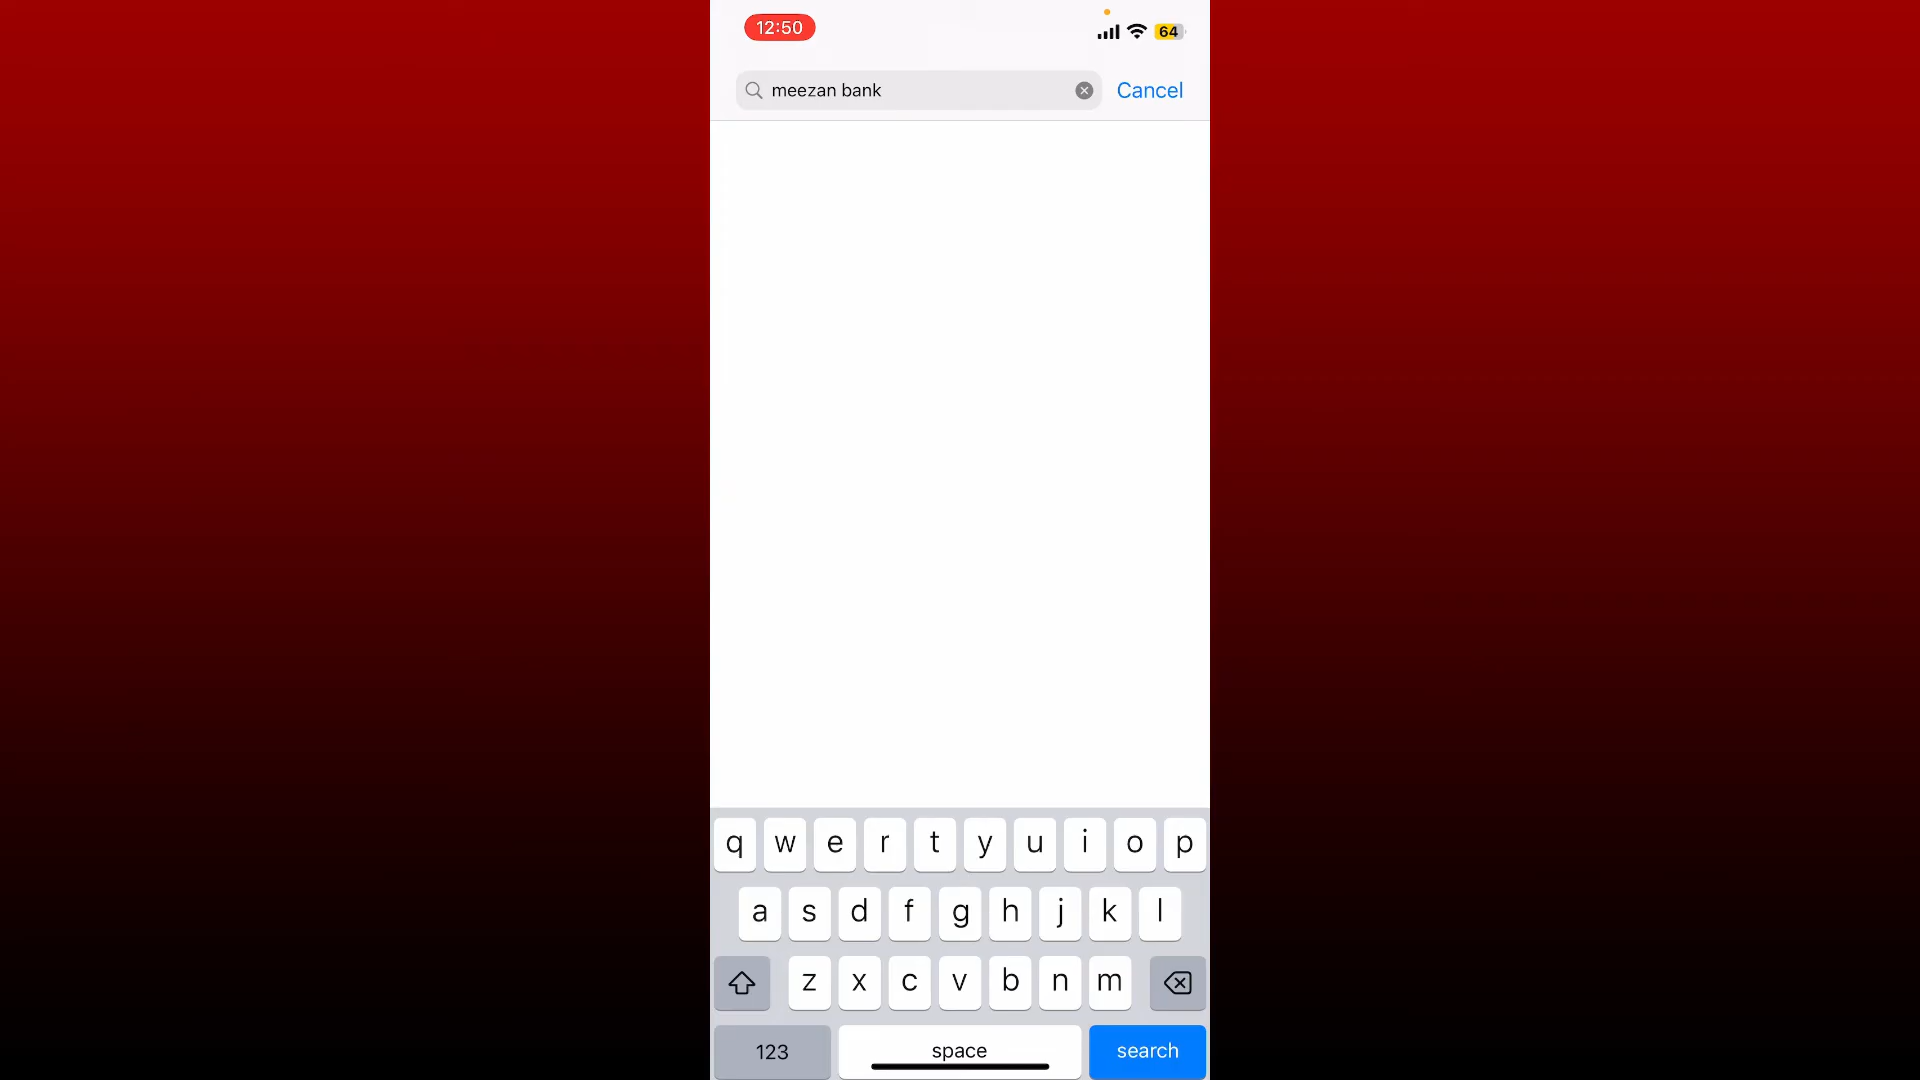 12:50
64
meezan bank
Cancel
q w e r t y u i o p
a s d f g h j k l
z x c v b n m
123 space search